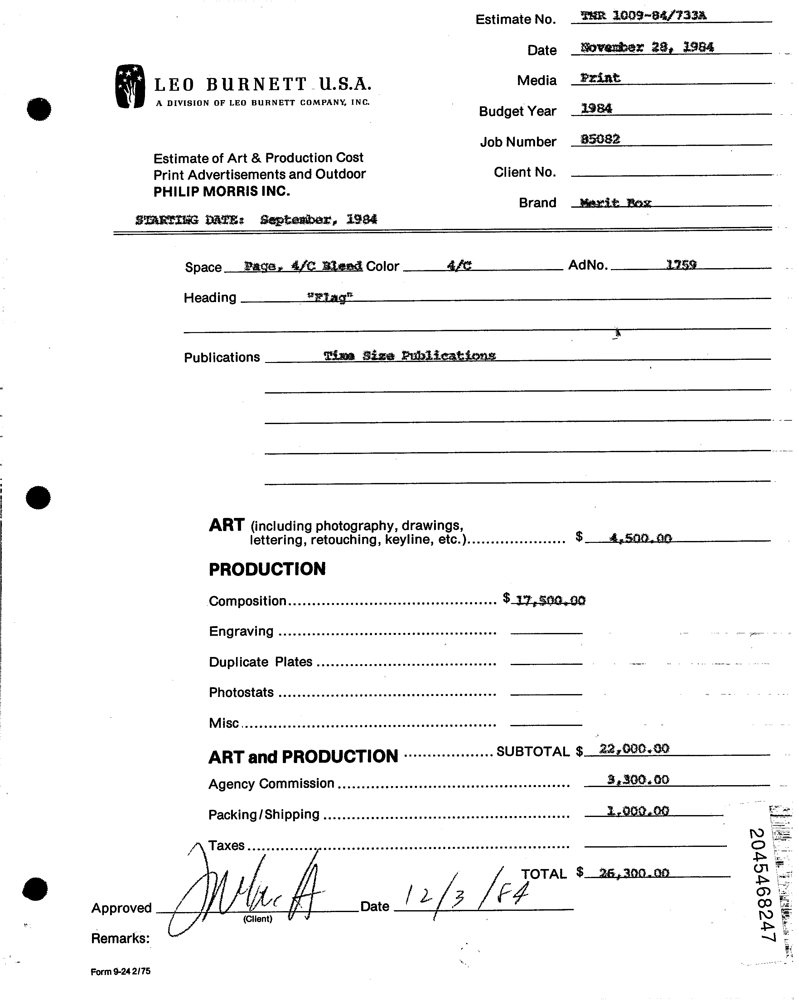 Estimate No. TNR 1009-84/733A
Date November 28, 1984
LEO BURNETT U.S.A.
A DIVISION OF LEO BURNETT COMPANY, INC.
Media Print
Budget Year 1984
Job Number 85082
Estimate of Art & Production Cost
Print Advertisements and Outdoor
PHILIP MORRIS INC.
Client No.
Brand Merit Box
STARTING DATE: September, 1984
Space Page, 4/C Bleed Color 4/C AdNo. 1759
Heading "Flag"
Publications Time Size Publications
ART (including photography, drawings,
lettering, retouching, keyline, etc.)..................... $ 4,500.00
PRODUCTION
Composition............................................ $ 17,500.00
Engraving ..............................................
Duplicate Plates ......................................
Photostats ..............................................
Misc......................................................
ART and PRODUCTION ................... SUBTOTAL $ 22,000.00
Agency Commission ................................................. 3,300.00
Packing/Shipping .................................................... 1,000.00
Taxes.....................................................................
TOTAL $ 26,300.00
Approved Date 12/3/84
(Client)
Remarks:
Form 9-24 2/75
2045468247